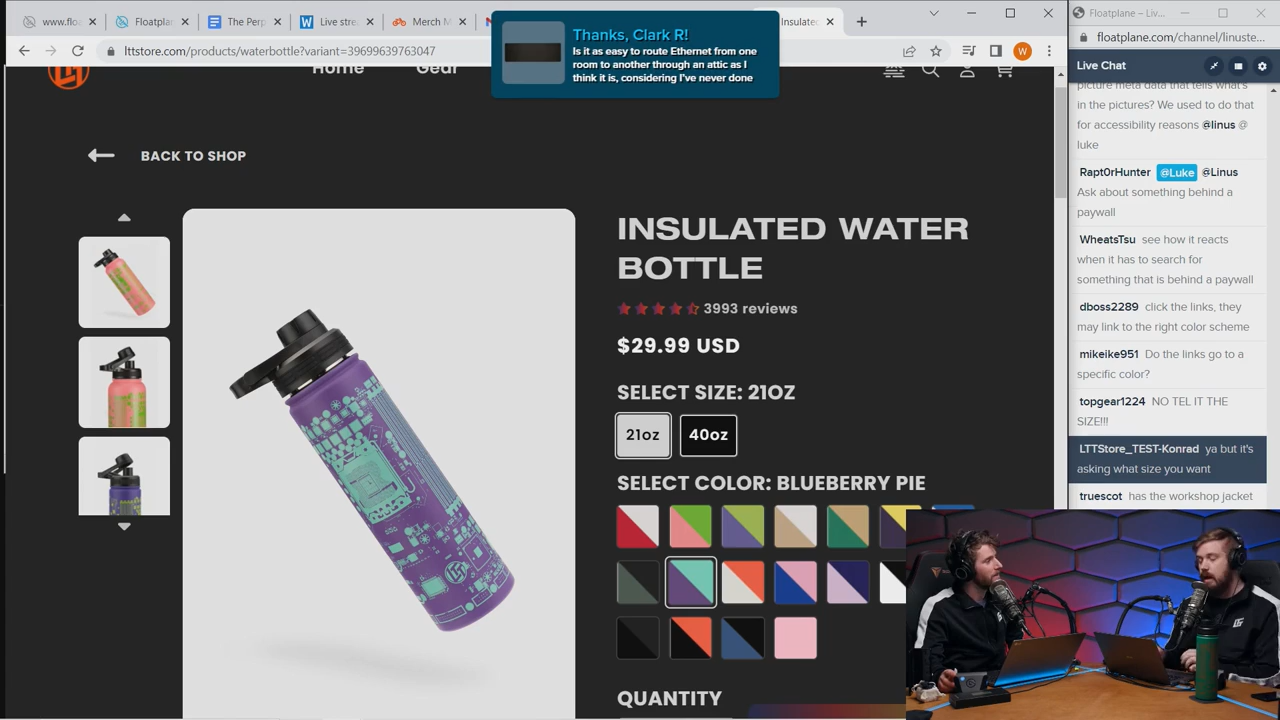 www.flo
Floatplane
The Perp
Live stre
Merch M
Insulated
Floatplane – Liv
lttstore.com/products/waterbottle?variant=39699639763047
W
floatplane.com/channel/linuste
Thanks, Clark R!
Is it as easy to route Ethernet from one
room to another through an attic as I
think it is, considering I've never done
Home
Gear
BACK TO SHOP
INSULATED WATER
BOTTLE
3993 reviews
$29.99 USD
SELECT SIZE: 21OZ
21oz
40oz
SELECT COLOR: BLUEBERRY PIE
QUANTITY
Live Chat
picture meta data that tells what's
in the pictures? We used to do that
for accessibility reasons @linus @
luke
Rapt0rHunter @Luke @Linus
Ask about something behind a
paywall
WheatsTsu see how it reacts
when it has to search for
something that is behind a paywall
dboss2289 click the links, they
may link to the right color scheme
mikeike951 Do the links go to a
specific color?
topgear1224 NO TEL IT THE
SIZE!!!
LTTStore_TEST-Konrad ya but it's
asking what size you want
truescot has the workshop jacket